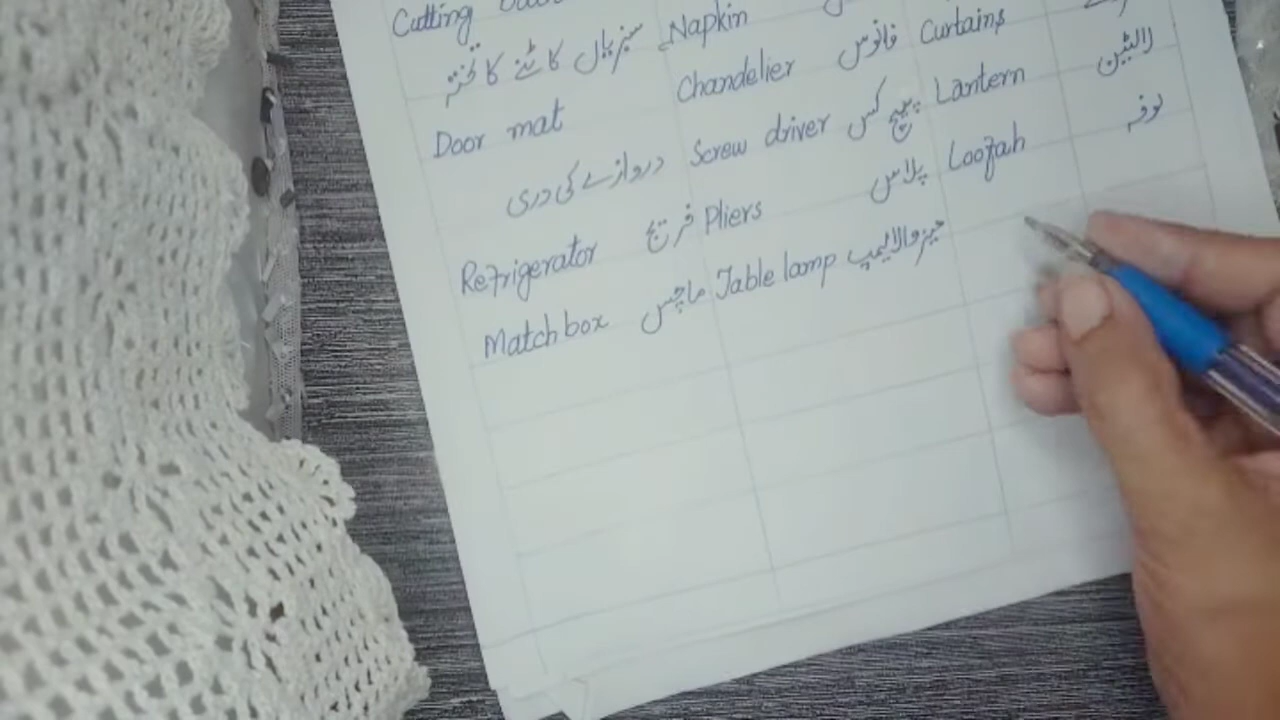 Cutting
سبزیاں کاٹنے کا تختہ Napkin
Chandelier فانوس Curtains
Door mat
دروازے کی دری Screw driver پیچ کس Lantern لالٹین
Refrigerator فریج Pliers پلاس Loofah لوفہ
Match box ماچس Table lamp میز والا لیمپ